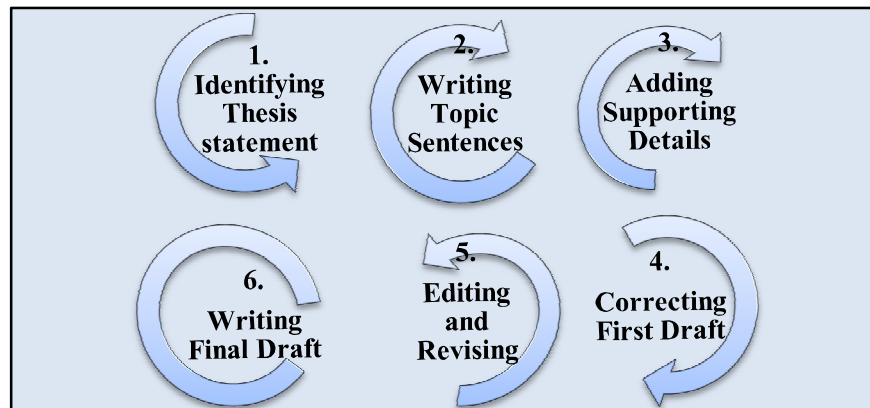 1.
Identifying
Thesis
statement
2.
Writing
Topic
Sentences
3.
Adding
Supporting
Details
4.
Correcting
First Draft
5.
Editing
and
Revising
6.
Writing
Final Draft